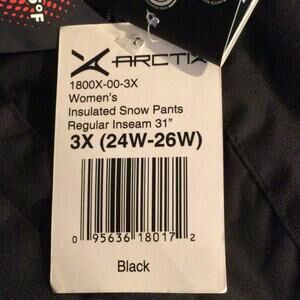 ARCTIX
1800X-00-3X
Women's
Insulated Snow Pants
Regular Inseam 31"
3X (24W-26W)
0 95636 18017 2
Black